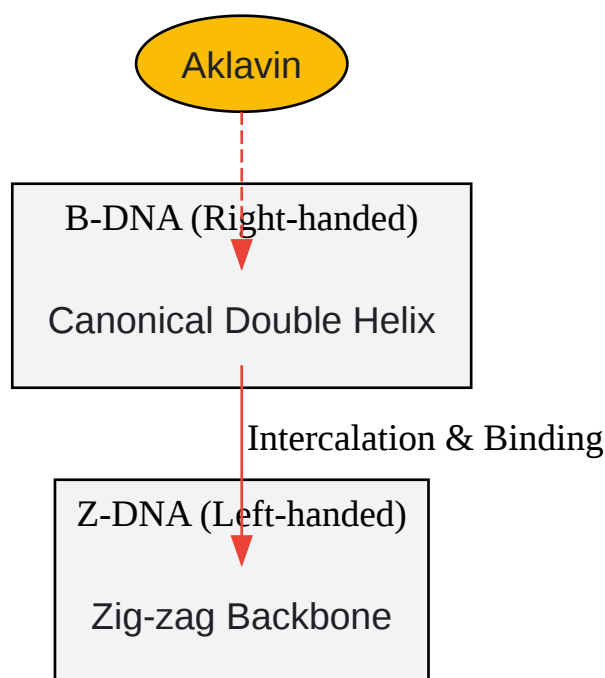 Aklavin
B-DNA (Right-handed)
Canonical Double Helix
Intercalation & Binding
Z-DNA (Left-handed)
Zig-zag Backbone